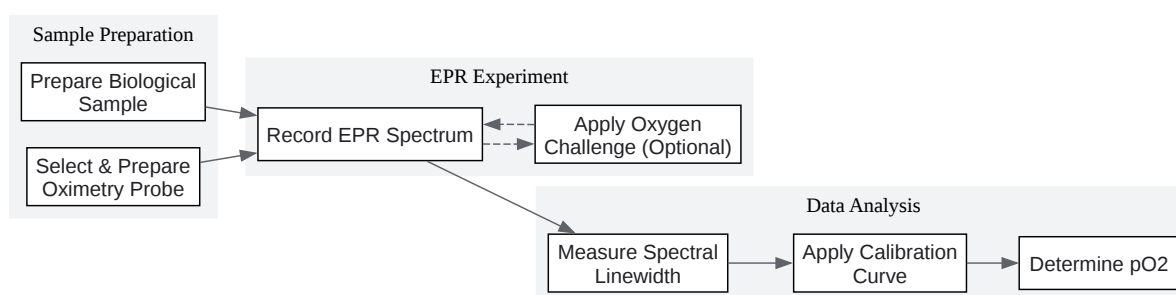 Sample Preparation
Prepare Biological
Sample
Select & Prepare
Oximetry Probe
EPR Experiment
Record EPR Spectrum
Apply Oxygen
Challenge (Optional)
Data Analysis
Measure Spectral
Linewidth
Apply Calibration
Curve
Determine pO2